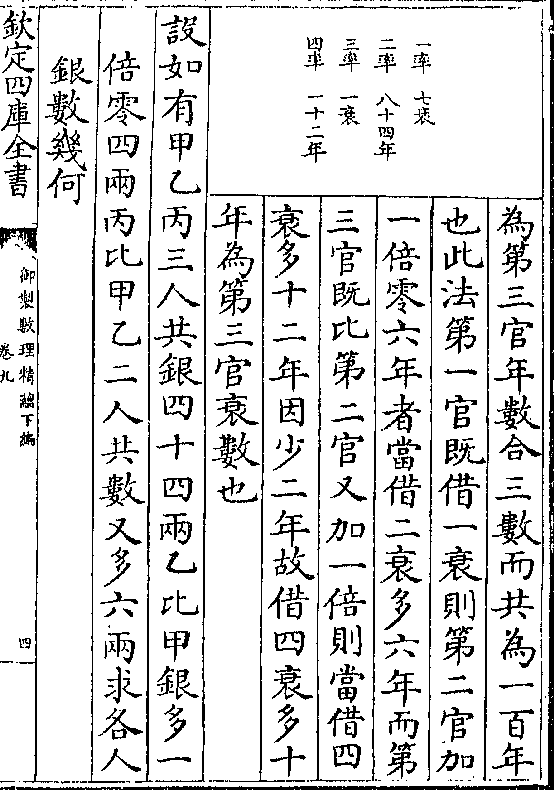 一率　七衰
二率　八十四年
三率　一衰
四率　一十二年
為第三官年數合三數而共為一百年
也此法第一官既借一衰則第二官加
一倍零六年者當借二衰多六年而第
三官既比第二官又加一倍則當借四
衰多十二年因少二年故借四衰多十
年為第三官衰數也
設如有甲乙丙三人共銀四十四兩乙比甲銀多一
倍零四兩丙比甲乙二人共數又多六兩求各人
銀數幾何
欽定四庫全書
御製數理精蘊下編
卷九
四